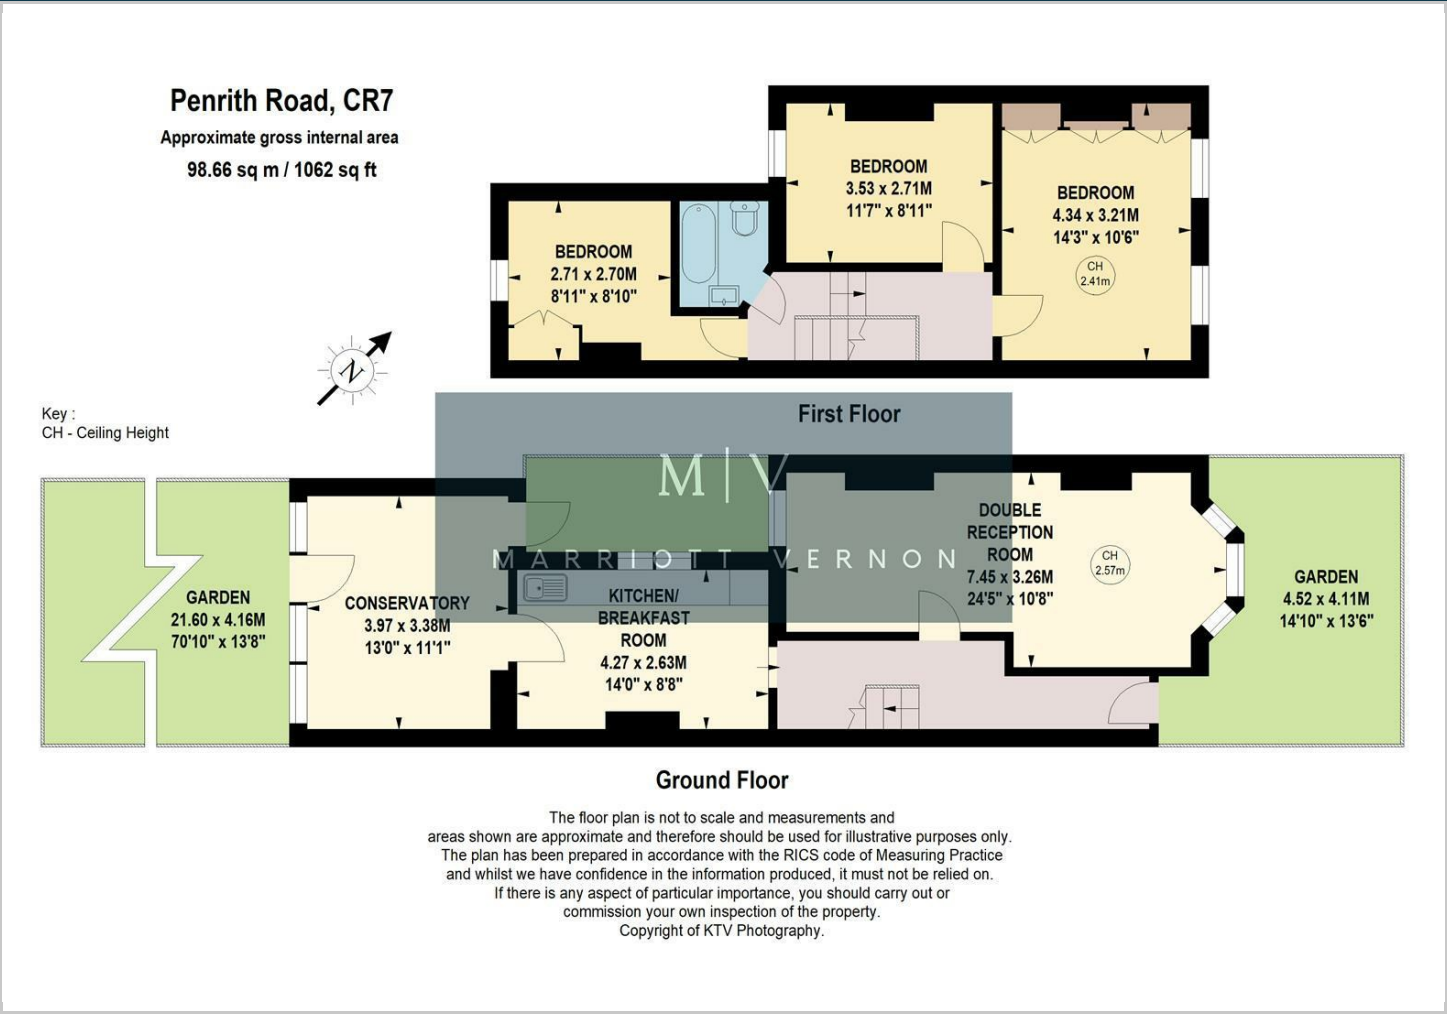 Penrith Road, CR7
Approximate gross internal area
98.66 sq m / 1062 sq ft
BEDROOM
3.53 x 2.71M
11'7" x 8'11"
BEDROOM
4.34 x 3.21M
14'3" x 10'6"
CH
2.41m
BEDROOM
2.71 x 2.70M
8'11" x 8'10"
N
Key :
CH - Ceiling Height
First Floor
M | V
MARRIOTT VERNON
DOUBLE
RECEPTION
ROOM
7.45 x 3.26M
24'5" x 10'8"
CH
2.57m
GARDEN
21.60 x 4.16M
70'10" x 13'8"
CONSERVATORY
3.97 x 3.38M
13'0" x 11'1"
KITCHEN/
BREAKFAST
ROOM
4.27 x 2.63M
14'0" x 8'8"
GARDEN
4.52 x 4.11M
14'10" x 13'6"
Ground Floor
The floor plan is not to scale and measurements and
areas shown are approximate and therefore should be used for illustrative purposes only.
The plan has been prepared in accordance with the RICS code of Measuring Practice
and whilst we have confidence in the information produced, it must not be relied on.
If there is any aspect of particular importance, you should carry out or
commission your own inspection of the property.
Copyright of KTV Photography.